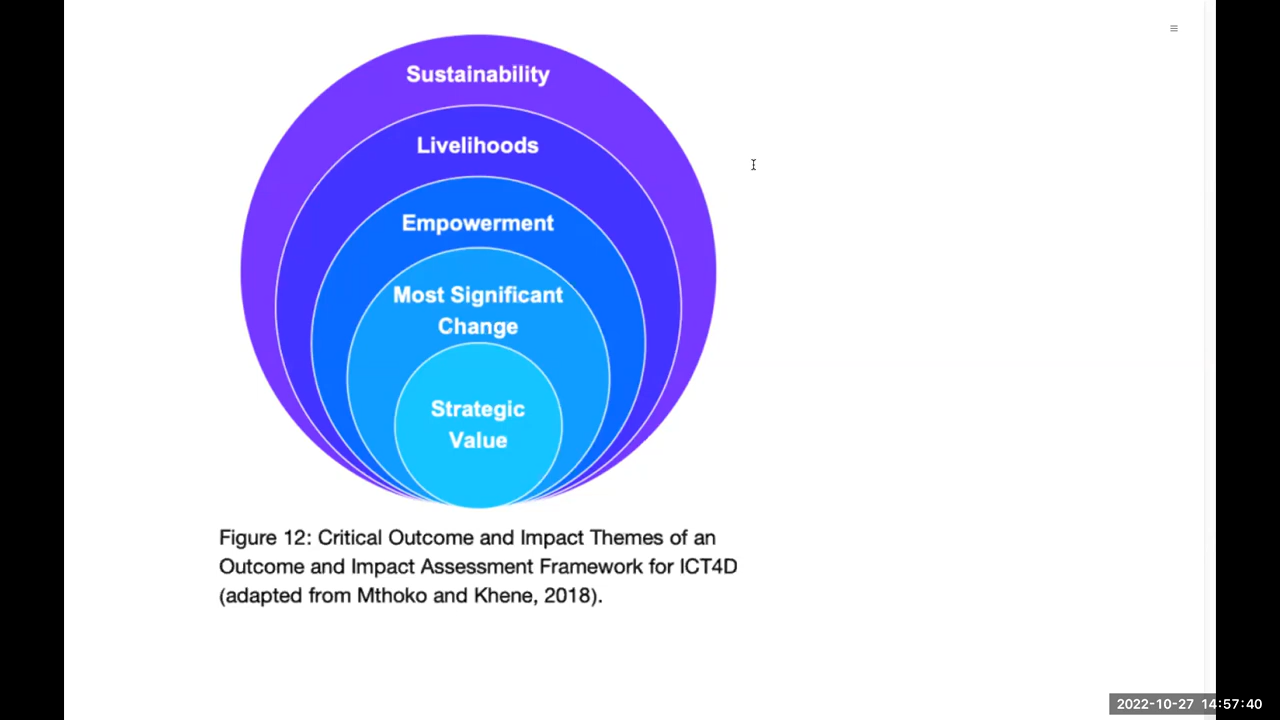 Sustainability
Livelihoods
Empowerment
Most Significant
Change
Strategic
Value
Figure 12: Critical Outcome and Impact Themes of an
Outcome and Impact Assessment Framework for ICT4D
(adapted from Mthoko and Khene, 2018).
2022-10-27 14:57:40